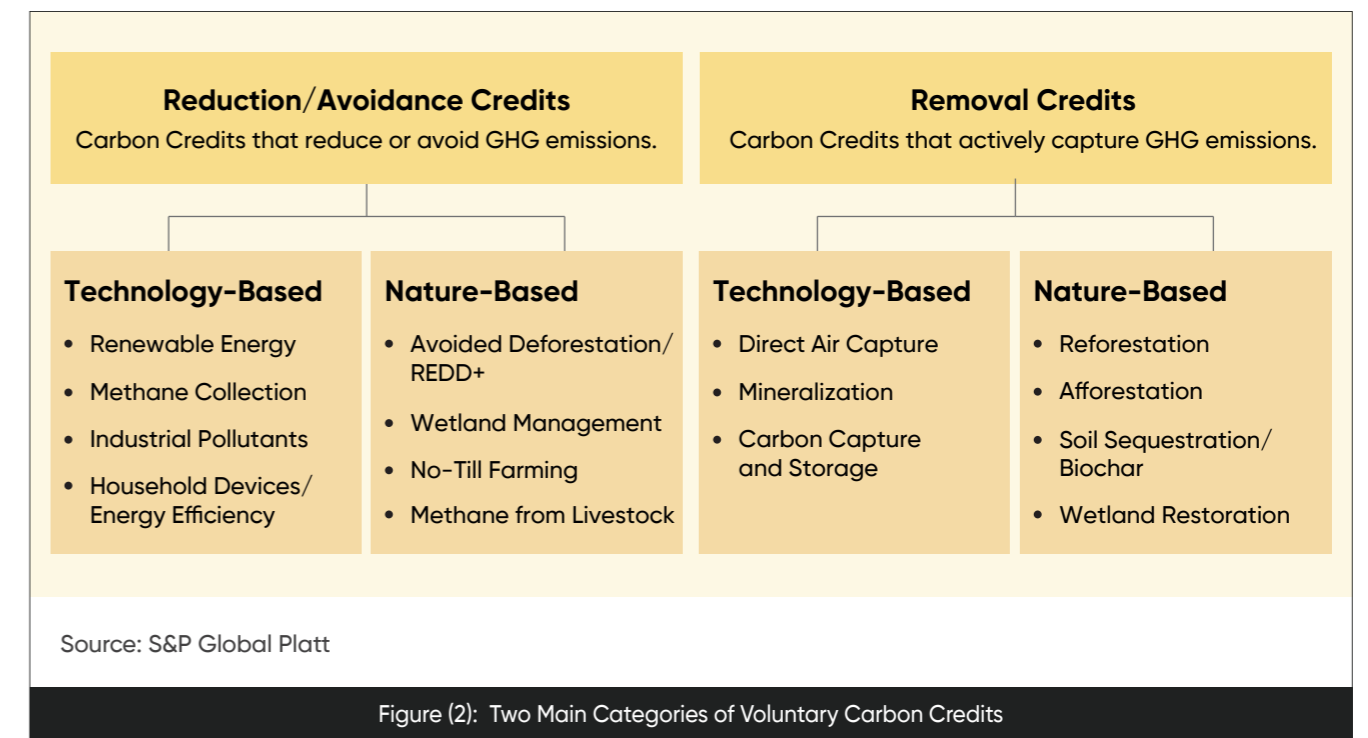 Reduction/Avoidance Credits
Carbon Credits that reduce or avoid GHG emissions.
Removal Credits
Carbon Credits that actively capture GHG emissions.
Technology-Based
• Renewable Energy
• Methane Collection
• Industrial Pollutants
• Household Devices/
Energy Efficiency
Nature-Based
• Avoided Deforestation/
REDD+
• Wetland Management
• No-Till Farming
• Methane from Livestock
Technology-Based
• Direct Air Capture
• Mineralization
• Carbon Capture
and Storage
Nature-Based
• Reforestation
• Afforestation
• Soil Sequestration/
Biochar
• Wetland Restoration
Source: S&P Global Platt
Figure (2): Two Main Categories of Voluntary Carbon Credits